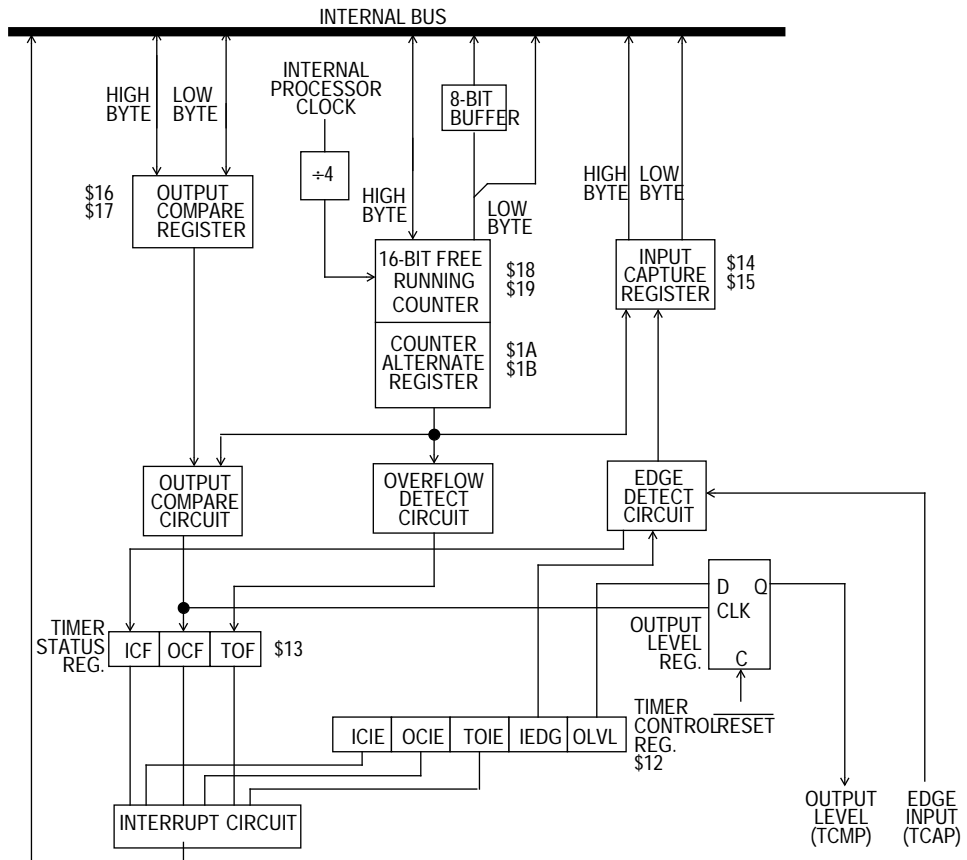 INTERNAL BUS
HIGH
BYTE
LOW
BYTE
INTERNAL
PROCESSOR
CLOCK
8-BIT
BUFFER
÷4
HIGH
BYTE
LOW
BYTE
HIGH
BYTE
LOW
BYTE
$16
$17
OUTPUT
COMPARE
REGISTER
16-BIT FREE
RUNNING
COUNTER
$18
$19
INPUT
CAPTURE
REGISTER
$14
$15
COUNTER
ALTERNATE
REGISTER
$1A
$1B
OUTPUT
COMPARE
CIRCUIT
OVERFLOW
DETECT
CIRCUIT
EDGE
DETECT
CIRCUIT
D Q
CLK
C
OUTPUT
LEVEL
REG.
TIMER
STATUS
REG.
ICF OCF TOF
$13
RESET
ICIE OCIE TOIE IEDG OLVL
TIMER
CONTROL
REG.
$12
INTERRUPT CIRCUIT
OUTPUT
LEVEL
(TCMP)
EDGE
INPUT
(TCAP)